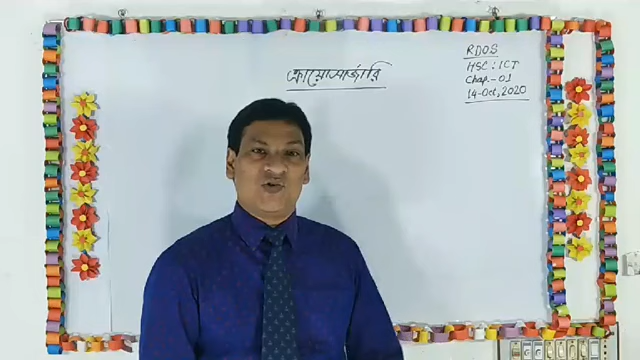 RDOS
HSC : ICT
Chap.- 01
14-Oct, 2020
ক্রায়োসার্জারি